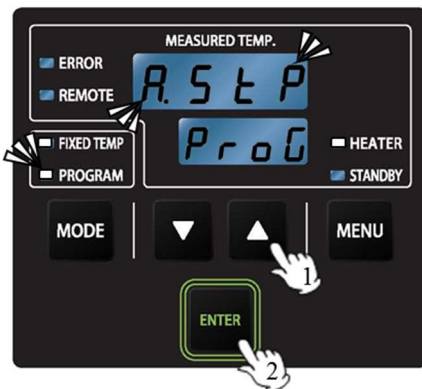 MEASURED TEMP.
ERROR
REMOTE
A.StP
ProG
FIXED TEMP
PROGRAM
HEATER
STANDBY
MODE
MENU
1
ENTER
2